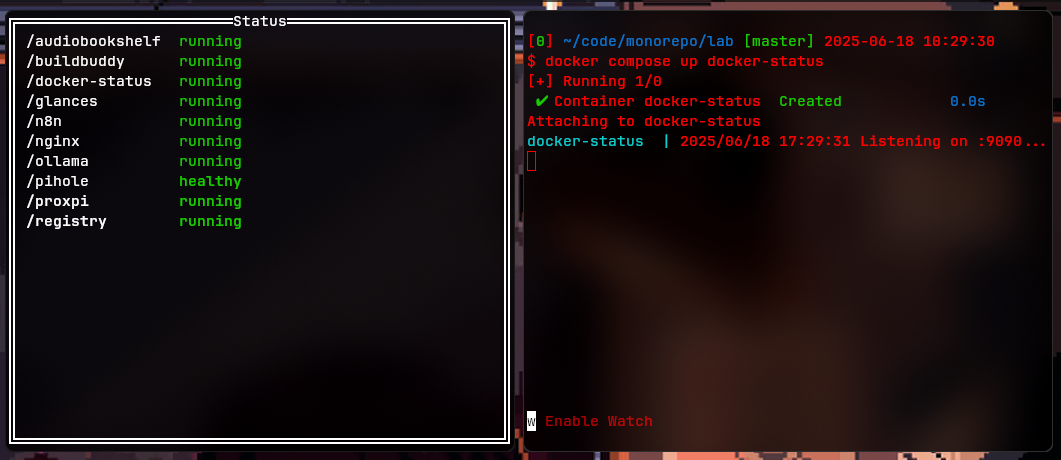 Status
/audiobookshelf running
/buildbuddy running
/docker-status running
/glances running
/n8n running
/nginx running
/ollama running
/pihole healthy
/proxpi running
/registry running
[0] ~/code/monorepo/lab [master] 2025-06-18 10:29:30
$ docker compose up docker-status
[+] Running 1/0
✔ Container docker-status Created 0.0s
Attaching to docker-status
docker-status | 2025/06/18 17:29:31 Listening on :9090...
w Enable Watch